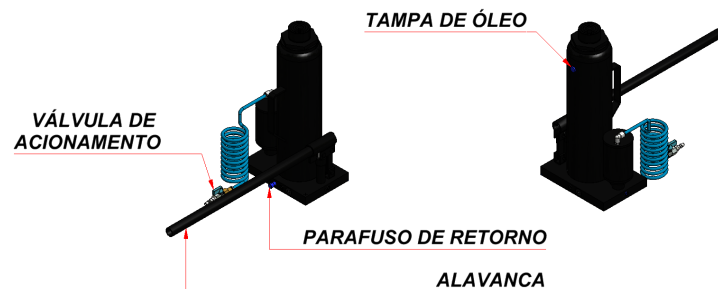 TAMPA DE ÓLEO
VÁLVULA DE
ACIONAMENTO
PARAFUSO DE RETORNO
ALAVANCA